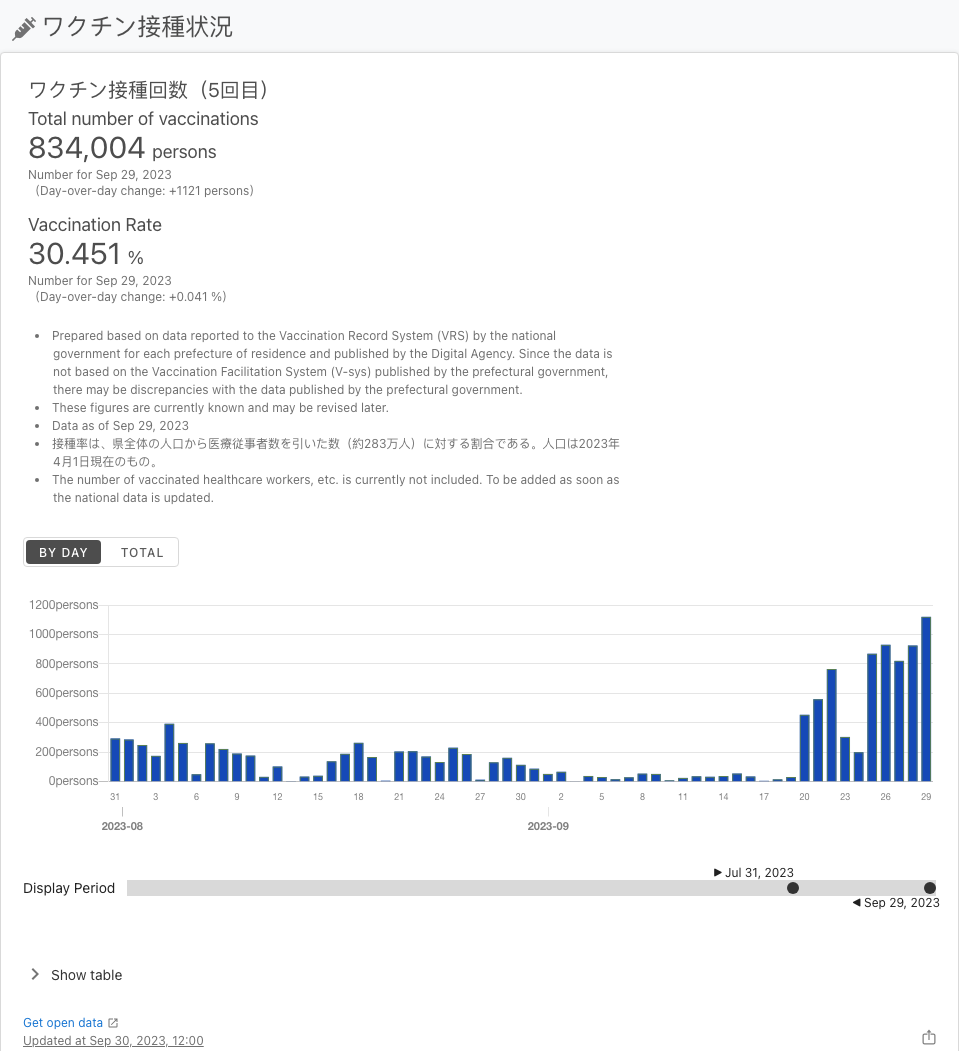 ワクチン接種状況
ワクチン接種回数（5回目）
Total number of vaccinations
834,004 persons
Number for Sep 29, 2023
（Day-over-day change: +1121 persons）
Vaccination Rate
30.451 %
Number for Sep 29, 2023
（Day-over-day change: +0.041 %）
• Prepared based on data reported to the Vaccination Record System (VRS) by the national
government for each prefecture of residence and published by the Digital Agency. Since the data is
not based on the Vaccination Facilitation System (V-sys) published by the prefectural government,
there may be discrepancies with the data published by the prefectural government.
• These figures are currently known and may be revised later.
• Data as of Sep 29, 2023
• 接種率は、県全体の人口から医療従事者数を引いた数（約283万人）に対する割合である。人口は2023年
4月1日現在のもの。
• The number of vaccinated healthcare workers, etc. is currently not included. To be added as soon as
the national data is updated.
BY DAY TOTAL
1200persons
1000persons
800persons
600persons
400persons
200persons
0persons
31 3 6 9 12 15 18 21 24 27 30 2 5 8 11 14 17 20 23 26 29
2023-08 2023-09
Jul 31, 2023
Display Period
Sep 29, 2023
Show table
Get open data
Updated at Sep 30, 2023, 12:00